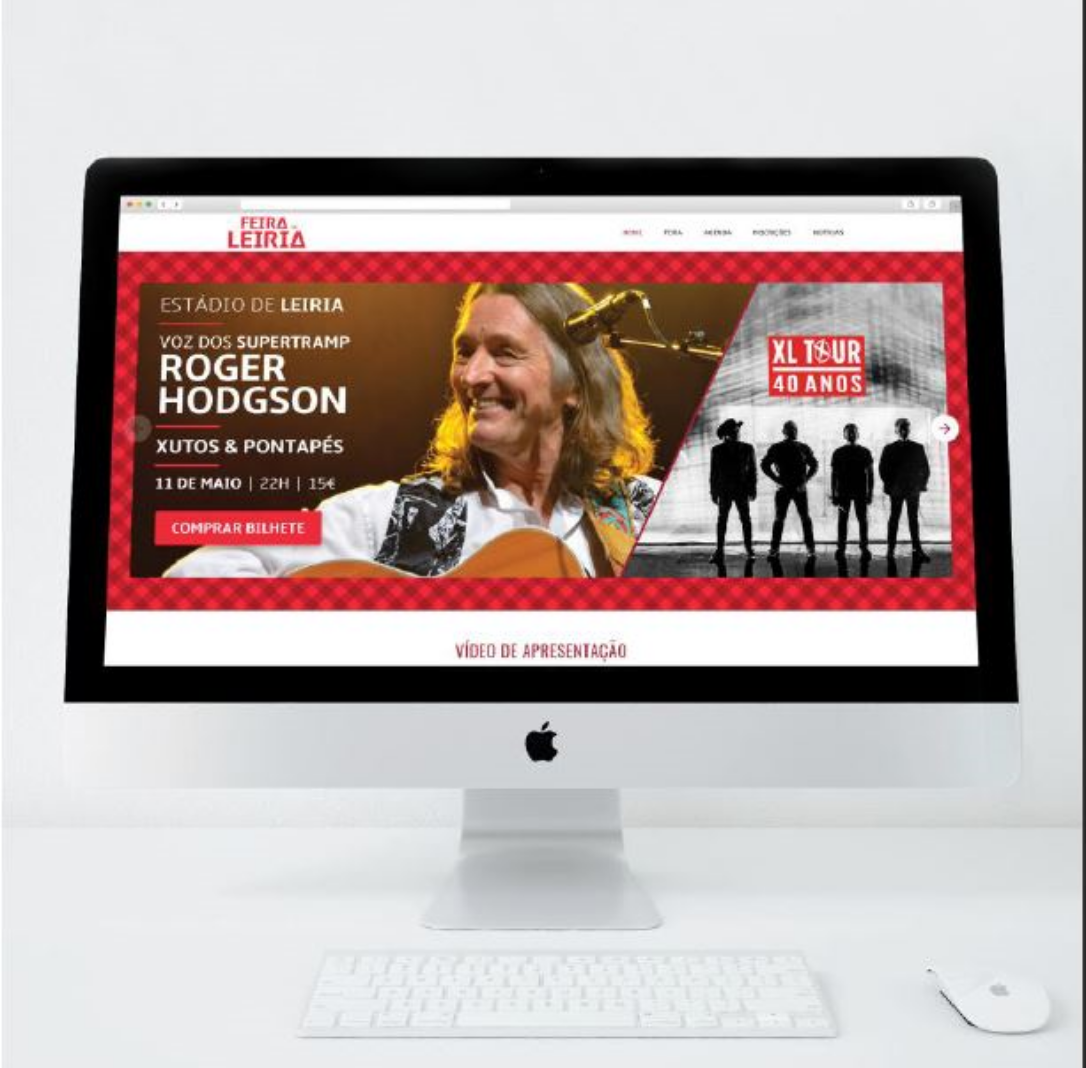 FEIRA DE
LEIRIA
HOME FEIRA AGENDA INSCRIÇÕES NOTÍCIAS
ESTÁDIO DE LEIRIA
VOZ DOS SUPERTRAMP
ROGER
HODGSON
XUTOS & PONTAPÉS
11 DE MAIO | 22H | 15€
COMPRAR BILHETE
XL TOUR
40 ANOS
VÍDEO DE APRESENTAÇÃO